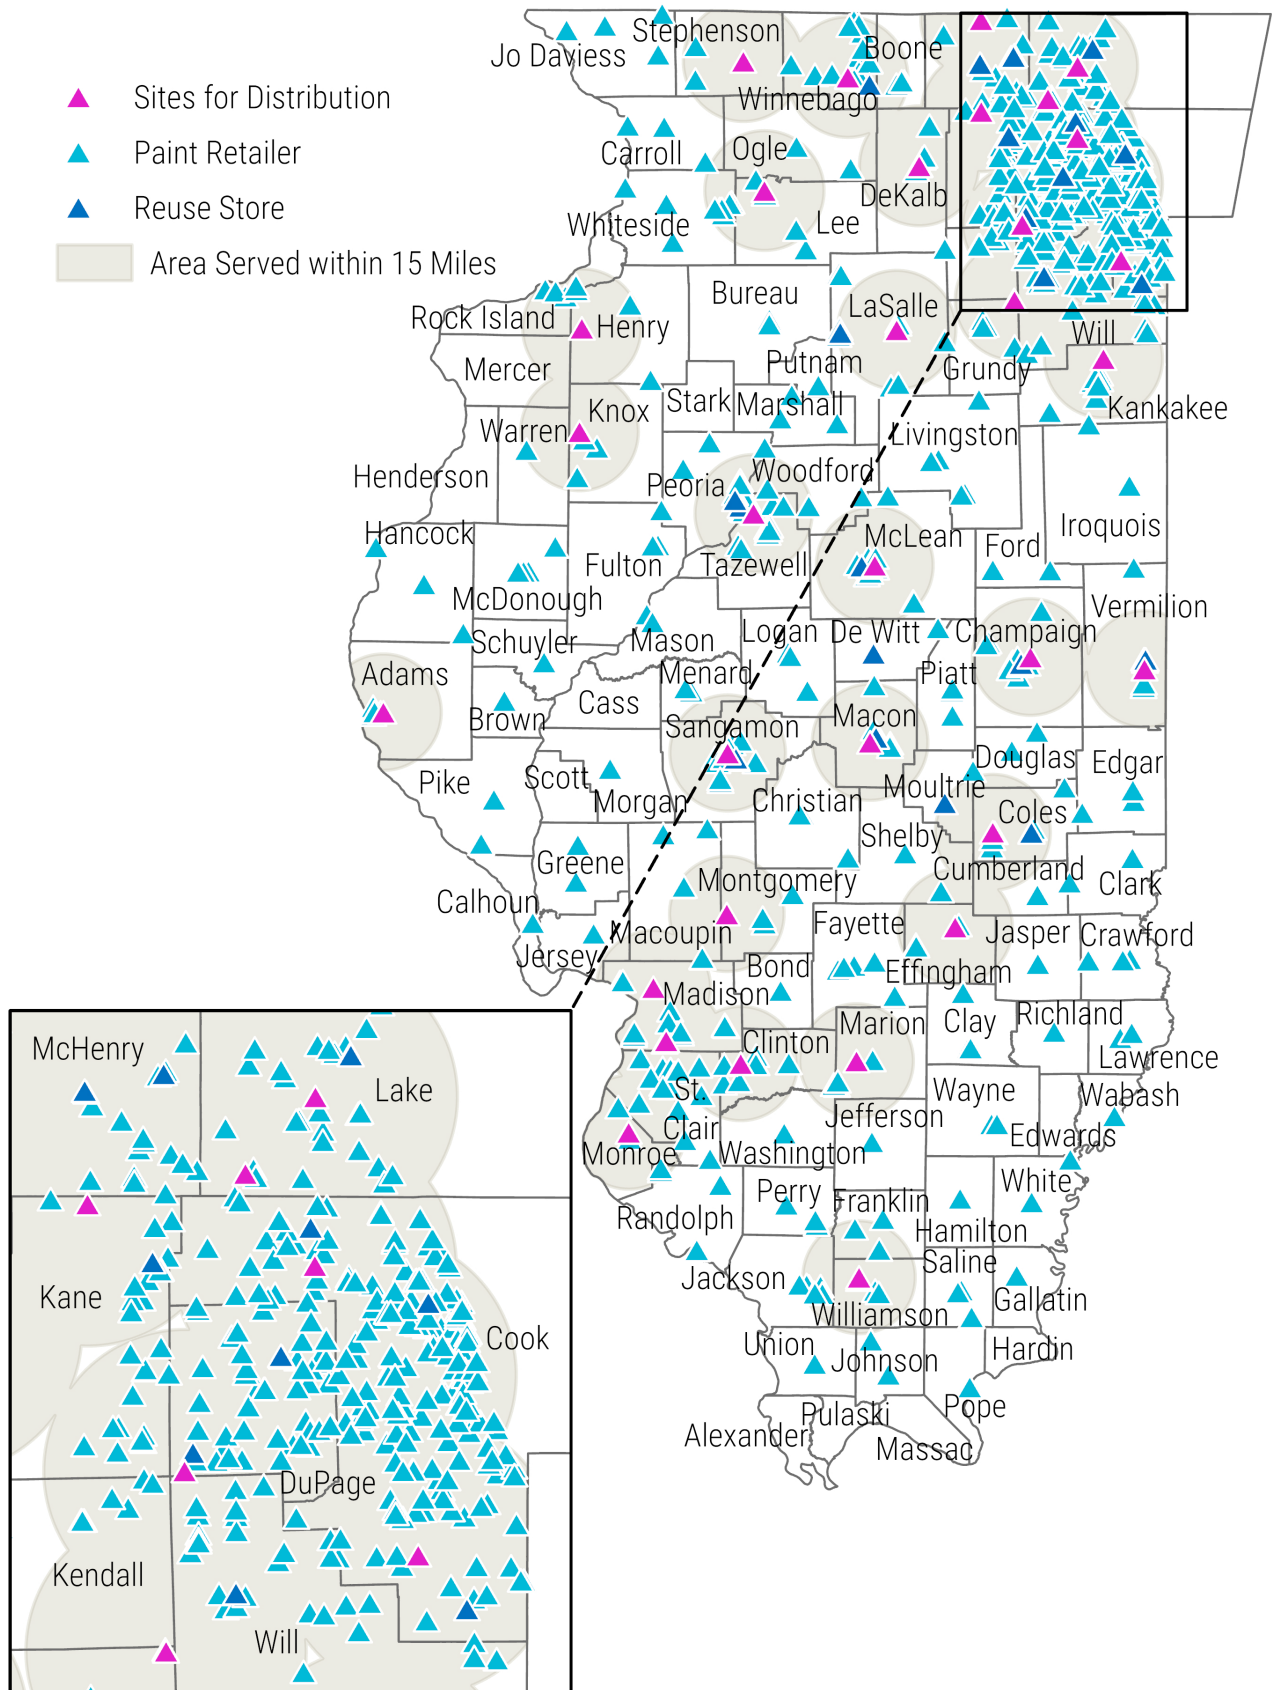 Sites for Distribution
Paint Retailer
Reuse Store
Area Served within 15 Miles
Jo Daviess
Stephenson
Winnebago
Boone
Carroll
Ogle
DeKalb
Whiteside
Lee
Rock Island
Henry
Bureau
LaSalle
Mercer
Putnam
Grundy
Will
Knox
Stark
Marshall
Kankakee
Warren
Livingston
Henderson
Peoria
Woodford
Iroquois
Hancock
McLean
Ford
Fulton
Tazewell
McDonough
Vermilion
Schuyler
Mason
Logan
De Witt
Champaign
Adams
Menard
Piatt
Cass
Brown
Sangamon
Macon
Douglas
Edgar
Pike
Scott
Morgan
Christian
Moultrie
Coles
Shelby
Greene
Cumberland
Clark
Calhoun
Montgomery
Macoupin
Fayette
Jasper
Crawford
Jersey
Bond
Effingham
Madison
Marion
Clay
Richland
Clinton
Lawrence
St.
Clair
Wayne
Wabash
Jefferson
Edwards
Monroe
Washington
Perry
Franklin
White
Randolph
Hamilton
Jackson
Saline
Gallatin
Williamson
Union
Johnson
Hardin
Pulaski
Pope
Alexander
Massac
McHenry
Lake
Kane
Cook
DuPage
Kendall
Will